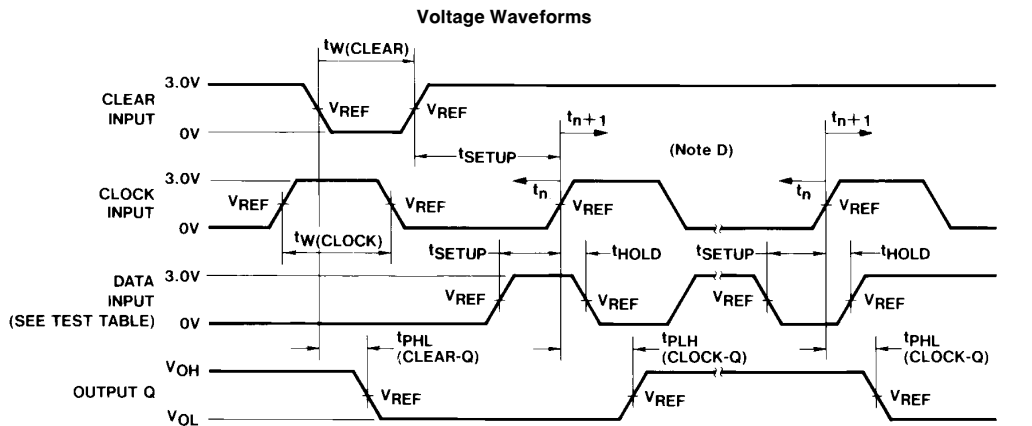 Voltage Waveforms
tW(CLEAR)
3.0V
CLEAR
INPUT
VREF
VREF
0V
tn+1
tn+1
tSETUP
(Note D)
3.0V
CLOCK
INPUT
tn
tn
VREF
VREF
VREF
VREF
0V
tW(CLOCK)
tSETUP
tHOLD
tSETUP
tHOLD
3.0V
DATA
INPUT
(SEE TEST TABLE)
VREF
VREF
VREF
VREF
0V
tPHL
(CLEAR-Q)
tPLH
(CLOCK-Q)
tPHL
(CLOCK-Q)
VOH
OUTPUT Q
VREF
VREF
VREF
VOL